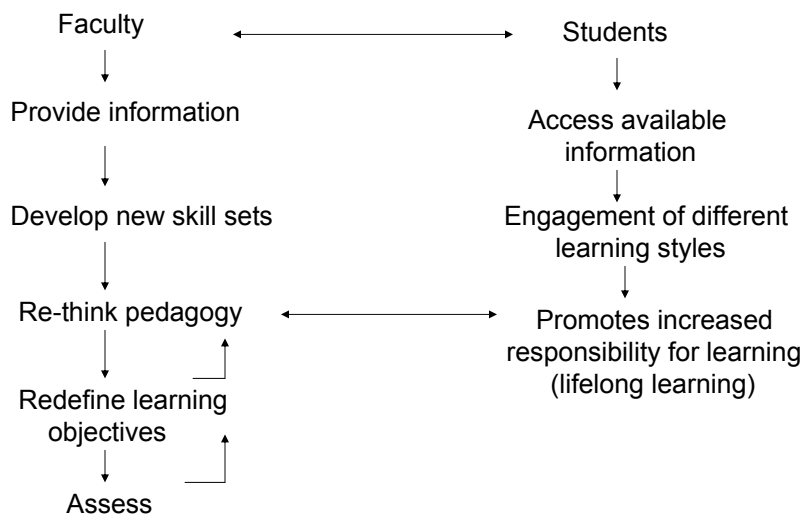 Faculty
Provide information
Develop new skill sets
Re-think pedagogy
Redefine learning
objectives
Assess
Students
Access available
information
Engagement of different
learning styles
Promotes increased
responsibility for learning
(lifelong learning)